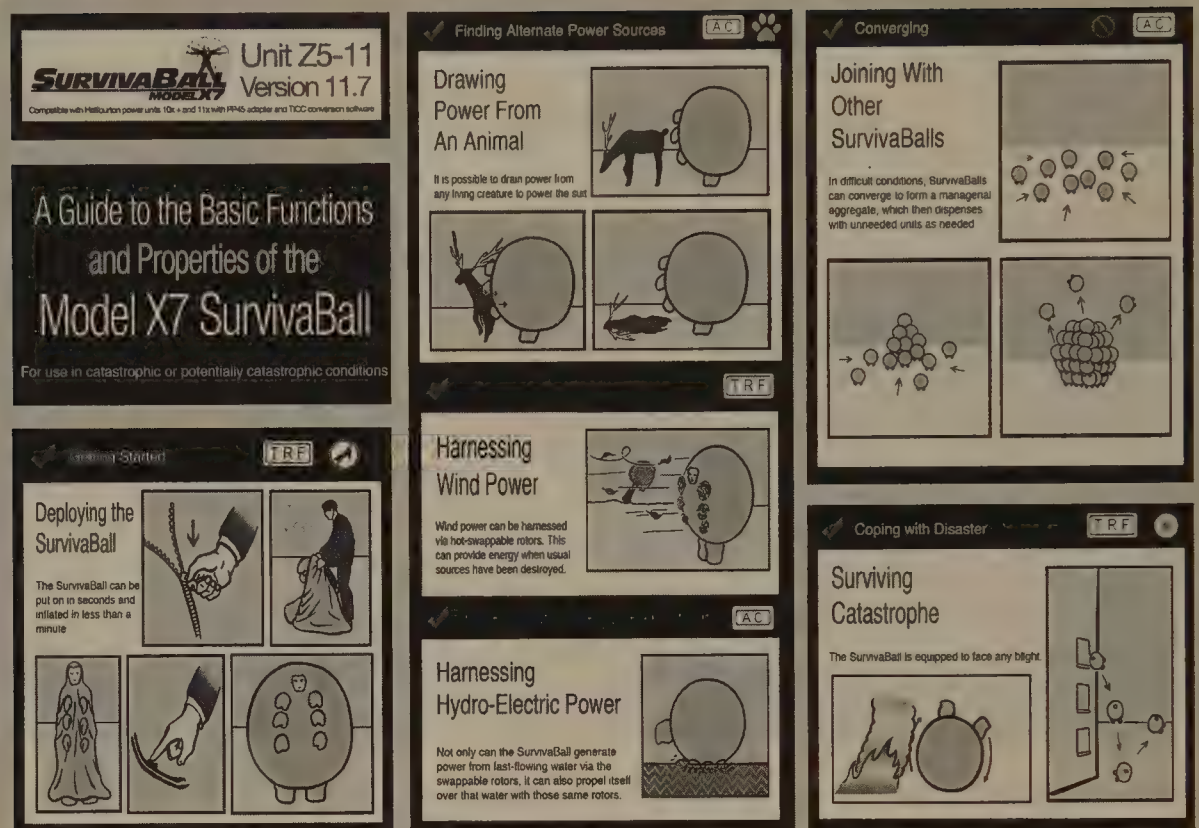 SURVIVABALL
MODEL X7
Unit Z5-11
Version 11.7
Compatible with Halliburton power units 10x + and 11x with PP45 adapter and TICC conversion software
A Guide to the Basic Functions
and Properties of the
Model X7 SurvivaBall
For use in catastrophic or potentially catastrophic conditions
Getting Started
TRF
Deploying the
SurvivaBall
The SurvivaBall can be
put on in seconds and
inflated in less than a
minute
Finding Alternate Power Sources
AC
Drawing
Power From
An Animal
It is possible to drain power from
any living creature to power the suit
TRF
Harnessing
Wind Power
Wind power can be harnessed
via hot-swappable rotors. This
can provide energy when usual
sources have been destroyed.
AC
Harnessing
Hydro-Electric Power
Not only can the SurvivaBall generate
power from fast-flowing water via the
swappable rotors, it can also propel itself
over that water with those same rotors.
Converging
AC
Joining With
Other
SurvivaBalls
In difficult conditions, SurvivaBalls
can converge to form a managerial
aggregate, which then dispenses
with unneeded units as needed
Coping with Disaster
TRF
Surviving
Catastrophe
The SurvivaBall is equipped to face any blight.